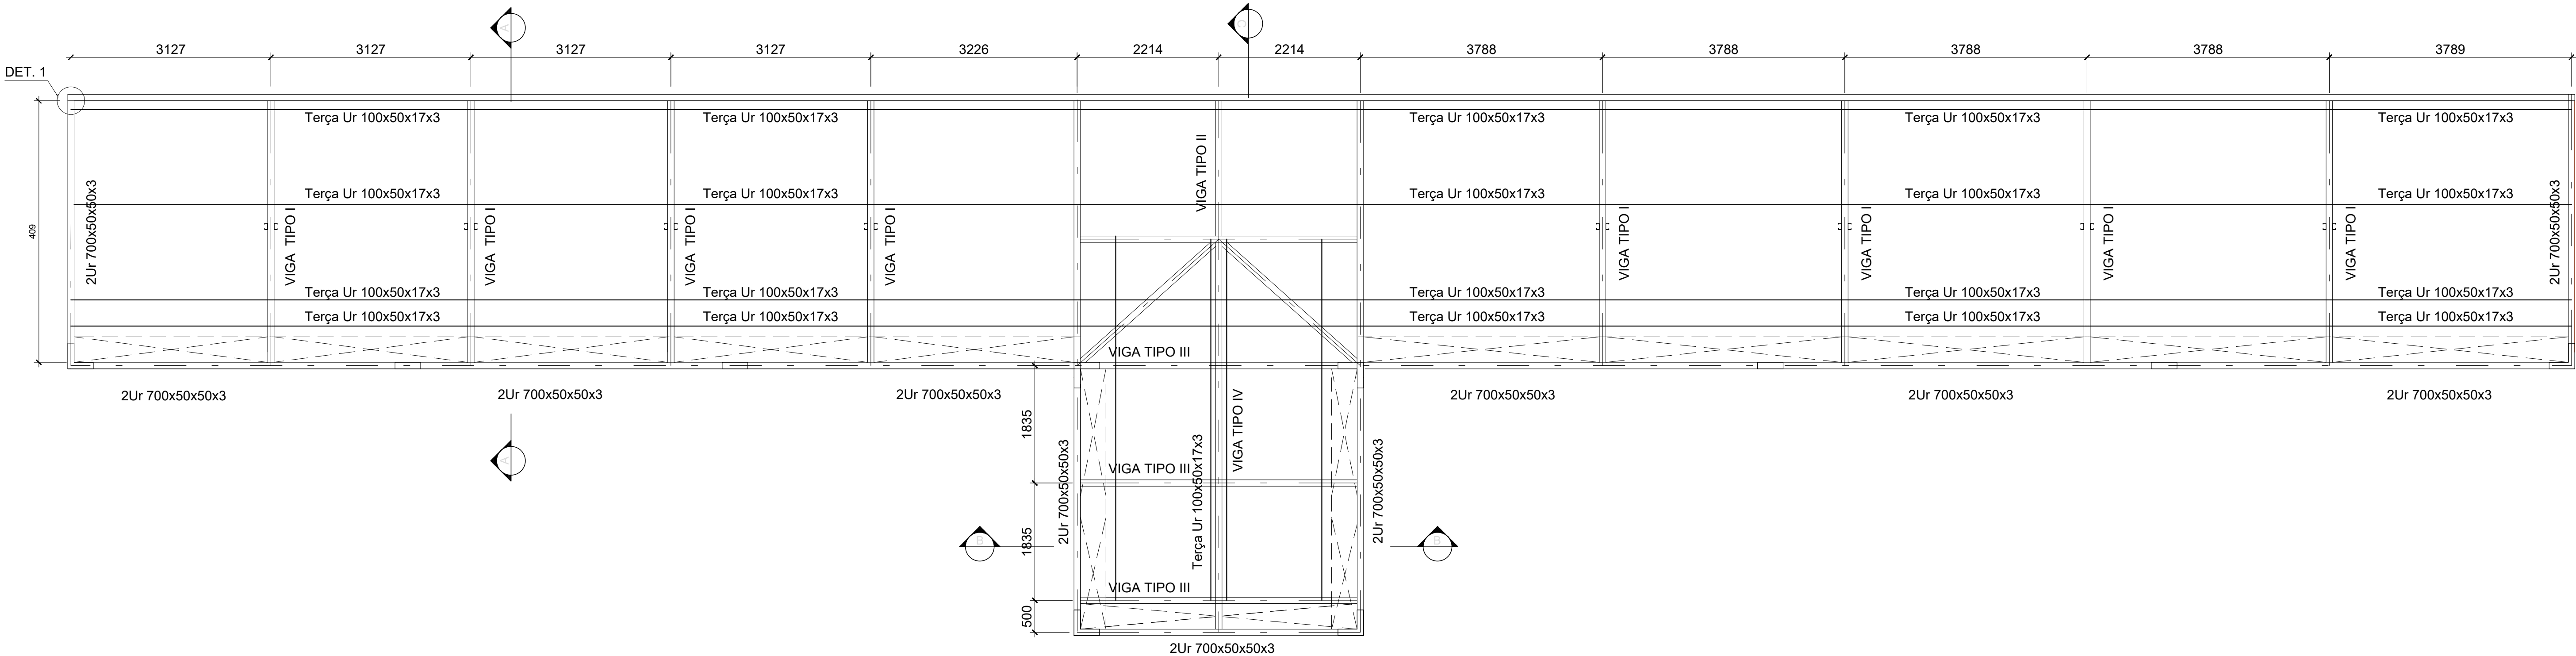 A
C
3127
3127
3127
3127
3226
2214
2214
3788
3788
3788
3788
3789
DET. 1
Terça Ur 100x50x17x3
Terça Ur 100x50x17x3
Terça Ur 100x50x17x3
Terça Ur 100x50x17x3
Terça Ur 100x50x17x3
VIGA TIPO II
Terça Ur 100x50x17x3
Terça Ur 100x50x17x3
Terça Ur 100x50x17x3
Terça Ur 100x50x17x3
Terça Ur 100x50x17x3
409
2Ur 700x50x50x3
VIGA TIPO I
VIGA TIPO I
VIGA TIPO I
VIGA TIPO I
VIGA TIPO I
VIGA TIPO I
VIGA TIPO I
VIGA TIPO I
2Ur 700x50x50x3
Terça Ur 100x50x17x3
Terça Ur 100x50x17x3
Terça Ur 100x50x17x3
Terça Ur 100x50x17x3
Terça Ur 100x50x17x3
Terça Ur 100x50x17x3
Terça Ur 100x50x17x3
Terça Ur 100x50x17x3
Terça Ur 100x50x17x3
Terça Ur 100x50x17x3
VIGA TIPO III
2Ur 700x50x50x3
2Ur 700x50x50x3
2Ur 700x50x50x3
2Ur 700x50x50x3
2Ur 700x50x50x3
2Ur 700x50x50x3
1835
VIGA TIPO IV
A
VIGA TIPO III
2Ur 700x50x50x3
Terça Ur 100x50x17x3
2Ur 700x50x50x3
1835
B
B
VIGA TIPO III
500
2Ur 700x50x50x3